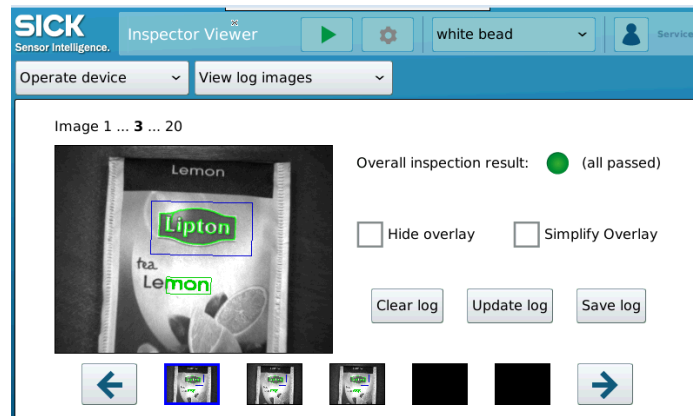 SICK
Sensor Intelligence.
Inspector Viewer
white bead
Service
Operate device
View log images
Image 1 ... 3 ... 20
Lemon
Lipton
tea
Lemon
Overall inspection result:
(all passed)
Hide overlay
Simplify Overlay
Clear log
Update log
Save log